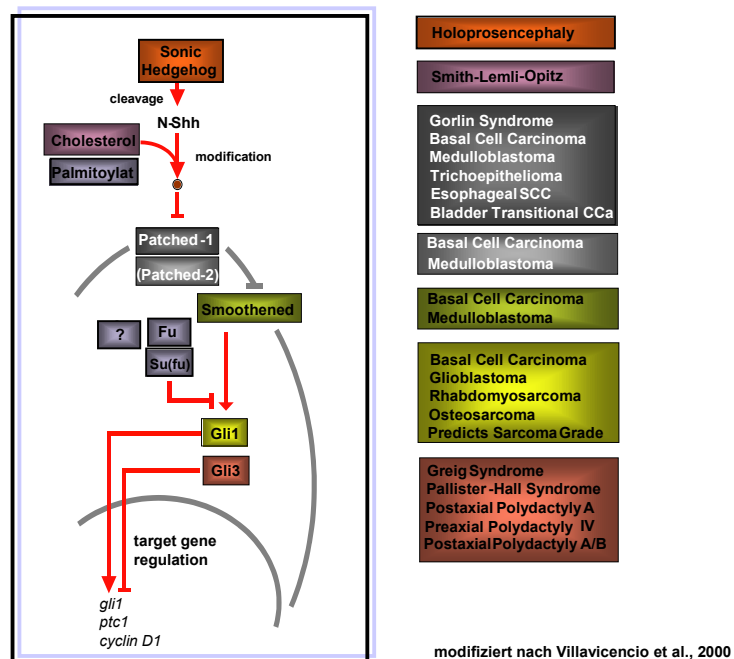 Sonic
Hedgehog
cleavage
N-Shh
Cholesterol
Palmitoylat
modification
Patched -1
(Patched-2)
Smoothened
?
Fu
Su(fu)
Gli1
Gli3
target gene
regulation
gli1
ptc1
cyclin D1
Holoprosencephaly
Smith-Lemli-Opitz
Gorlin Syndrome
Basal Cell Carcinoma
Medulloblastoma
Trichoepithelioma
Esophageal SCC
Bladder Transitional CCa
Basal Cell Carcinoma
Medulloblastoma
Basal Cell Carcinoma
Medulloblastoma
Basal Cell Carcinoma
Glioblastoma
Rhabdomyosarcoma
Osteosarcoma
Predicts Sarcoma Grade
Greig Syndrome
Pallister -Hall Syndrome
Postaxial Polydactyly A
Preaxial Polydactyly IV
Postaxial Polydactyly A/B
modifiziert nach Villavicencio et al., 2000